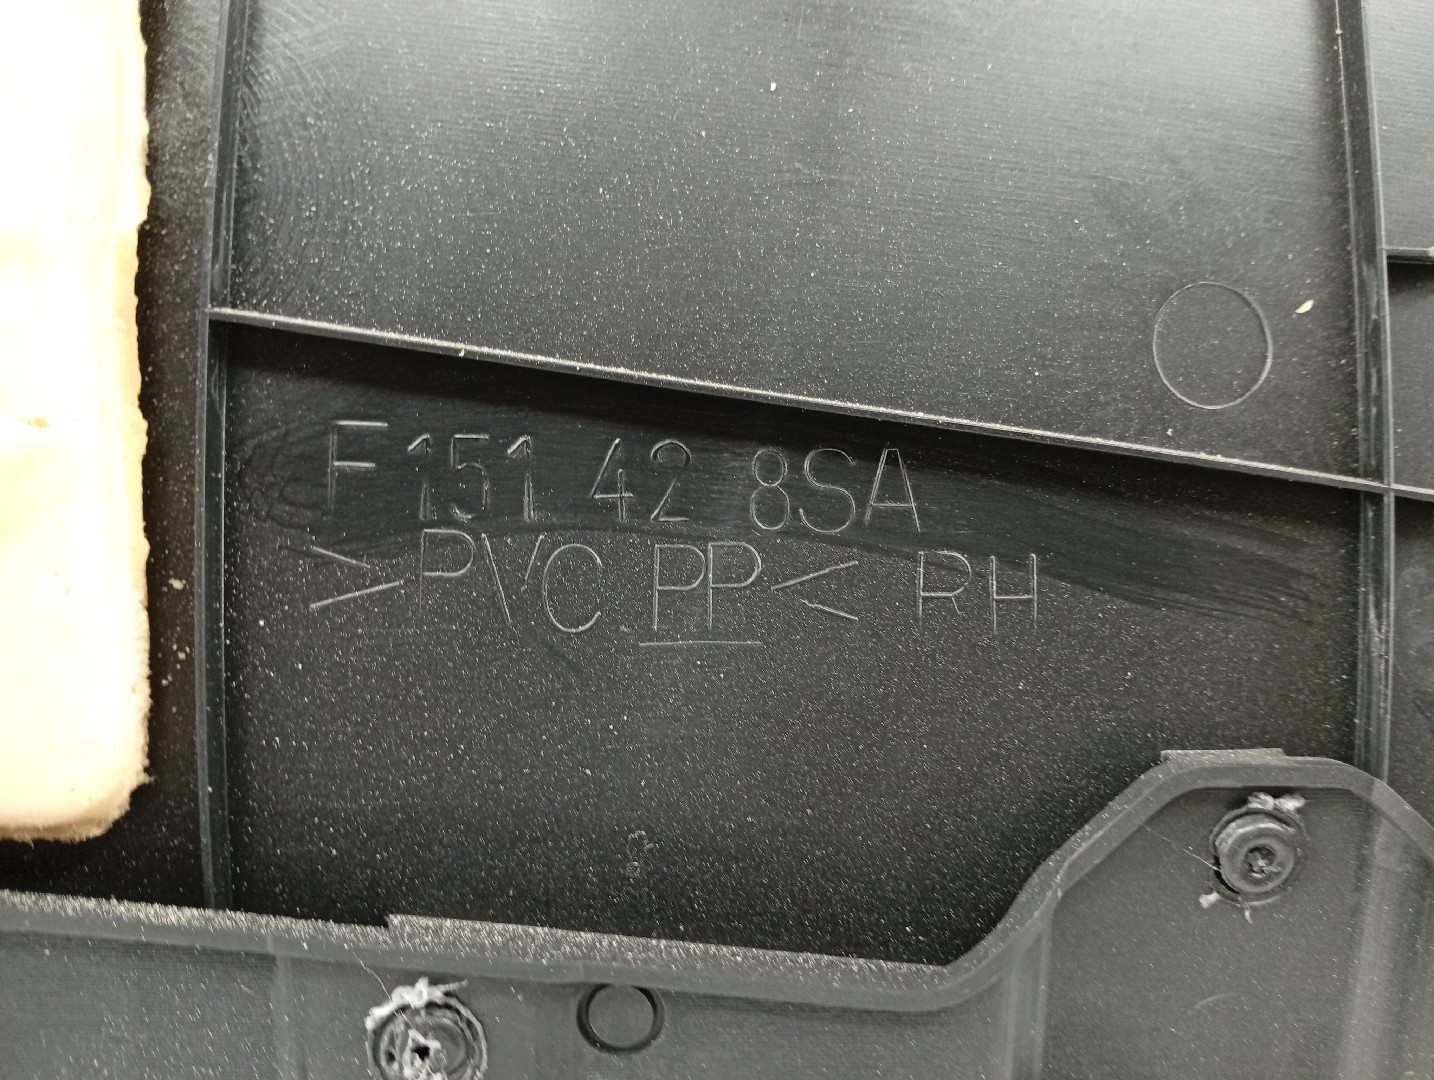 F151 42 8SA
>PVC PP< RH